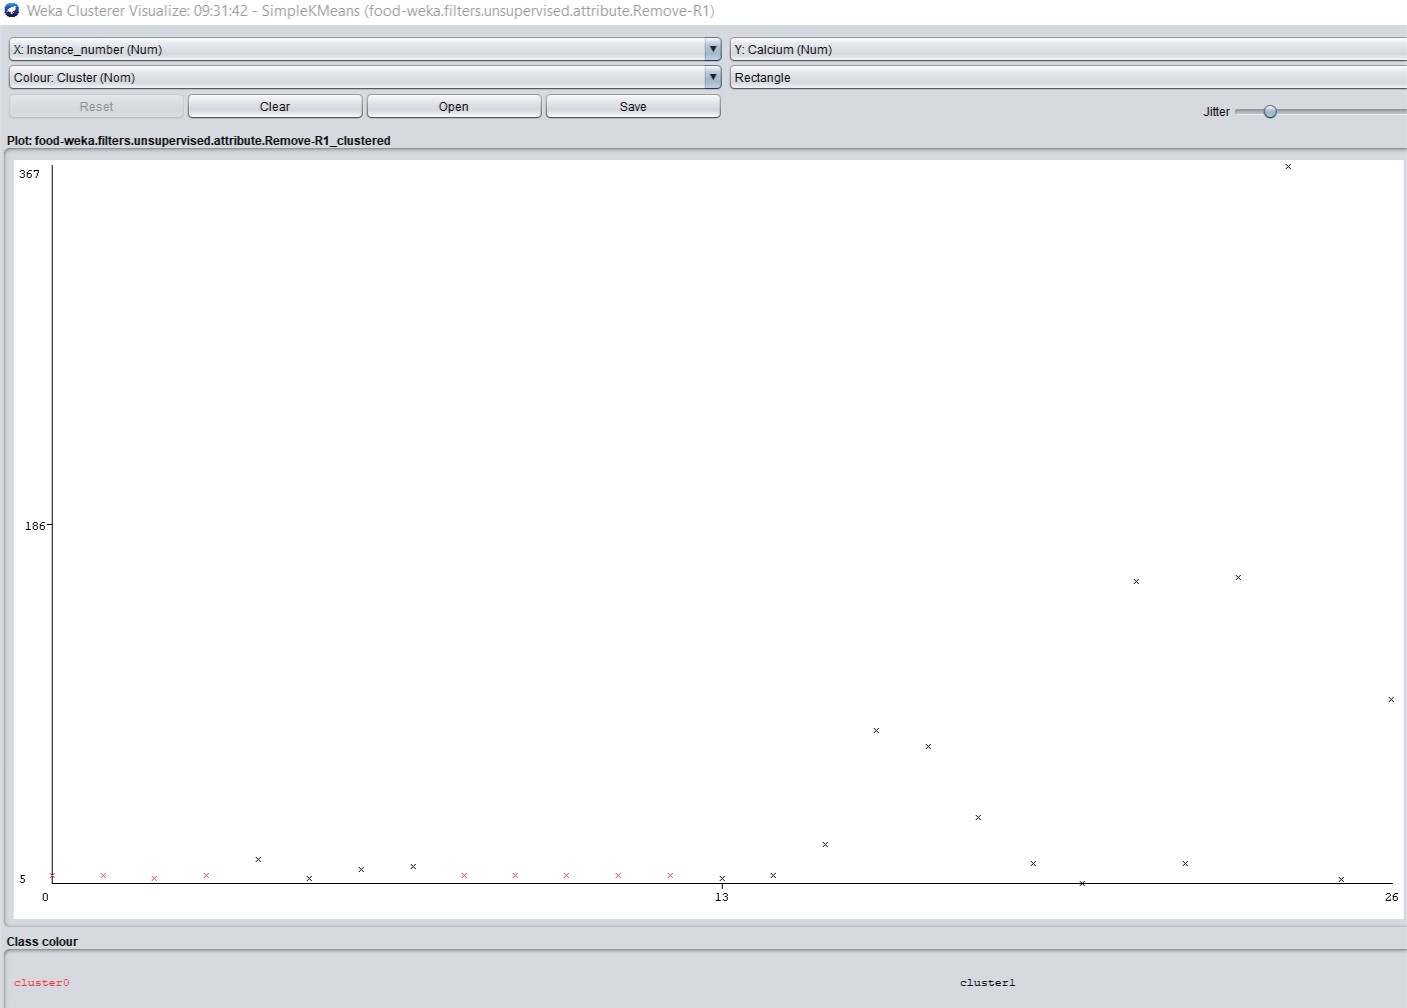 Weka Clusterer Visualize: 09:31:42 - SimpleKMeans (food-weka.filters.unsupervised.attribute.Remove-R1)
X: Instance_number (Num)
Y: Calcium (Num)
Colour: Cluster (Nom)
Rectangle
Reset
Clear
Open
Save
Jitter
Plot: food-weka.filters.unsupervised.attribute.Remove-R1_clustered
367
186
5
0
13
26
Class colour
cluster0
cluster1